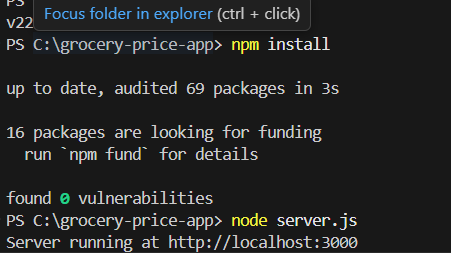 PS
Focus folder in explorer (ctrl + click)
v22
PS C:\grocery-price-app> npm install
up to date, audited 69 packages in 3s
16 packages are looking for funding
  run `npm fund` for details
found 0 vulnerabilities
PS C:\grocery-price-app> node server.js
Server running at http://localhost:3000